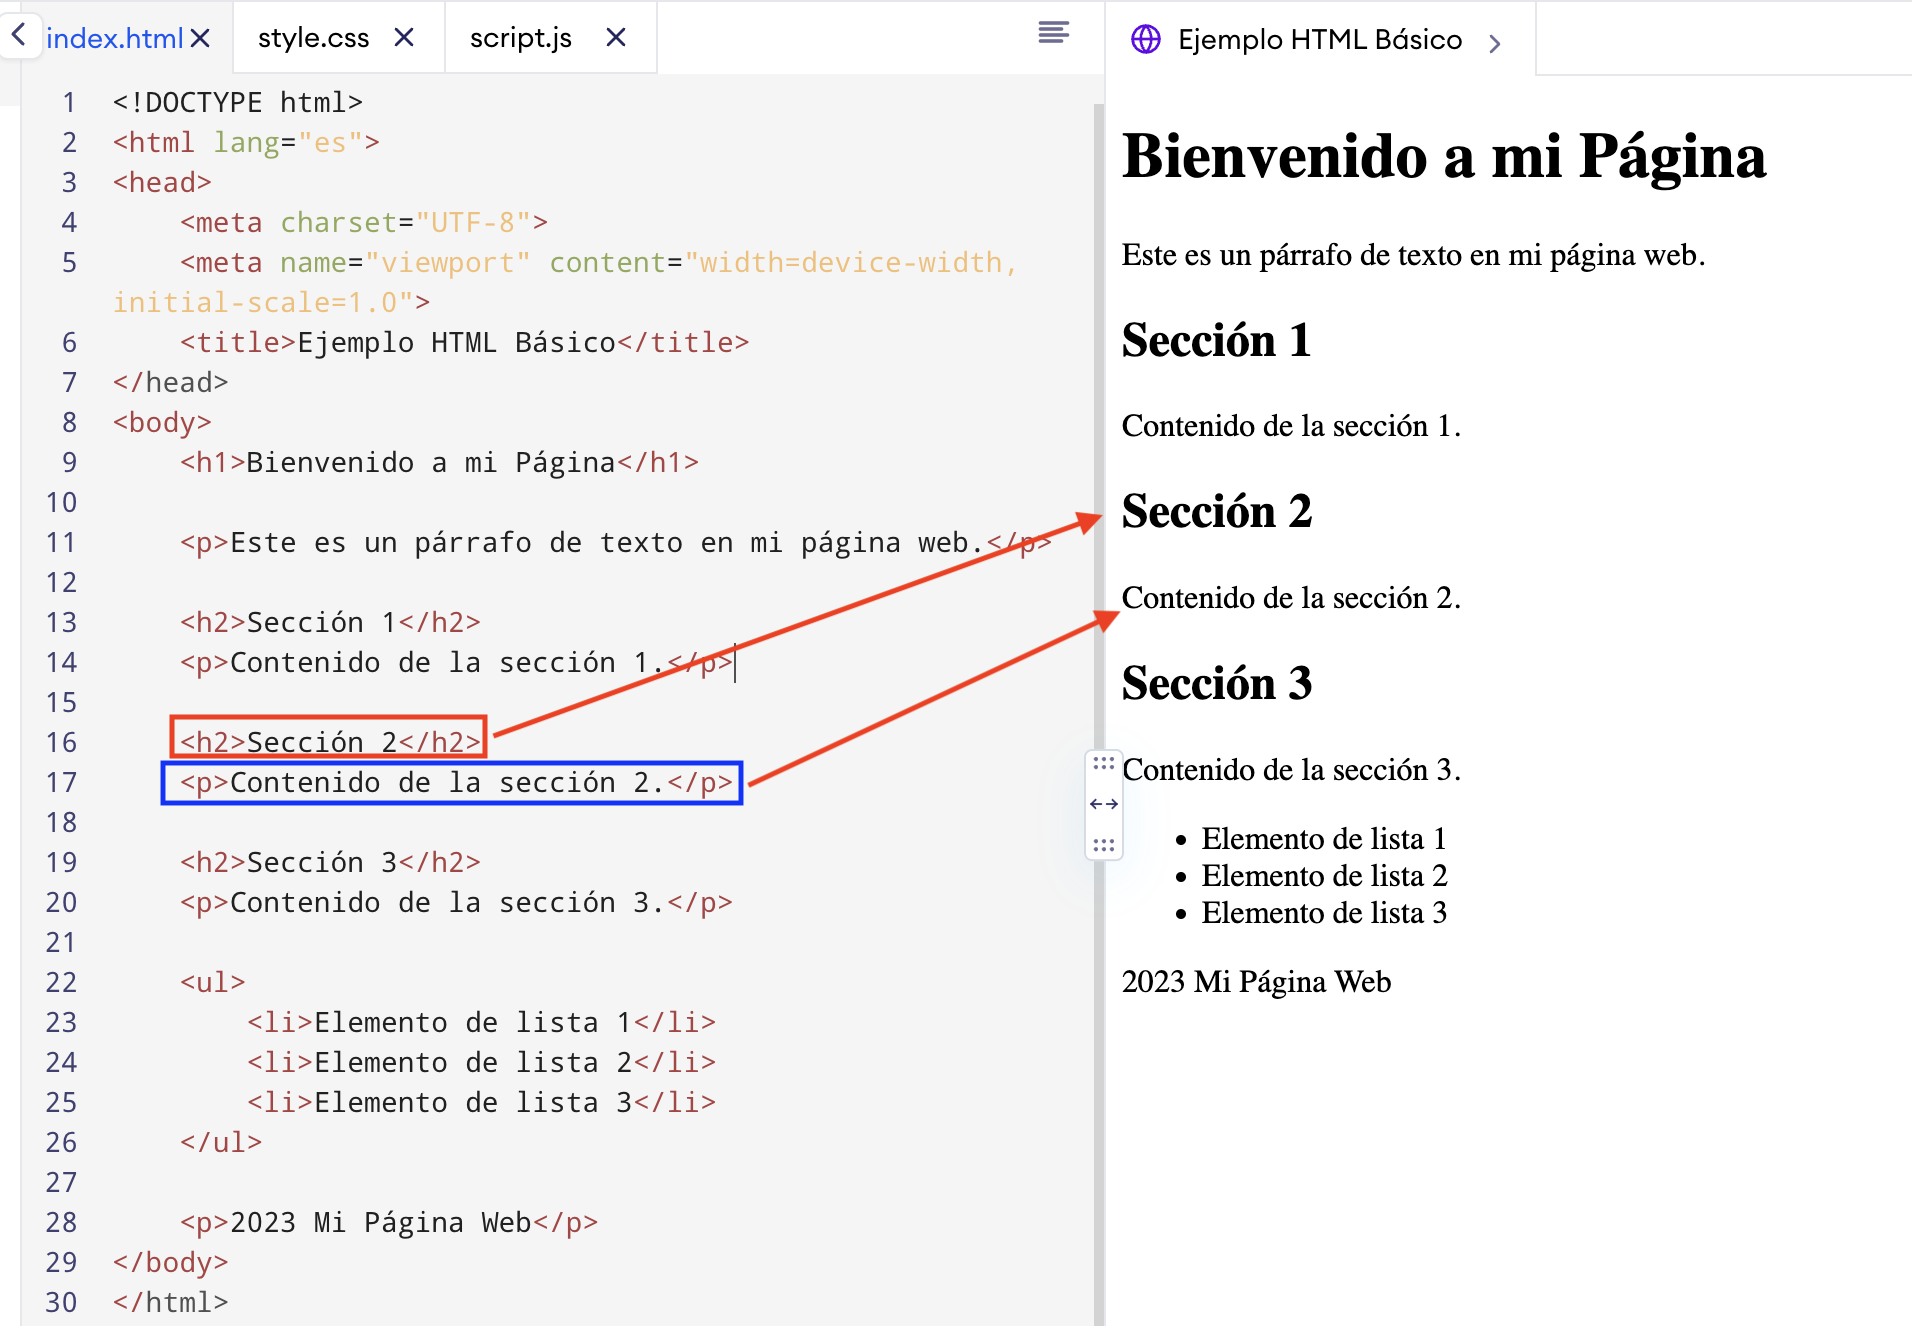 index.html
style.css
script.js
1 <!DOCTYPE html>
2 <html lang="es">
3 <head>
4 <meta charset="UTF-8">
5 <meta name="viewport" content="width=device-width,
initial-scale=1.0">
6 <title>Ejemplo HTML Básico</title>
7 </head>
8 <body>
9 <h1>Bienvenido a mi Página</h1>
10
11 <p>Este es un párrafo de texto en mi página web.</p>
12
13 <h2>Sección 1</h2>
14 <p>Contenido de la sección 1.</p>
15
16 <h2>Sección 2</h2>
17 <p>Contenido de la sección 2.</p>
18
19 <h2>Sección 3</h2>
20 <p>Contenido de la sección 3.</p>
21
22 <ul>
23 <li>Elemento de lista 1</li>
24 <li>Elemento de lista 2</li>
25 <li>Elemento de lista 3</li>
26 </ul>
27
28 <p>2023 Mi Página Web</p>
29 </body>
30 </html>
Ejemplo HTML Básico
Bienvenido a mi Página
Este es un párrafo de texto en mi página web.
Sección 1
Contenido de la sección 1.
Sección 2
Contenido de la sección 2.
Sección 3
Contenido de la sección 3.
• Elemento de lista 1
• Elemento de lista 2
• Elemento de lista 3
2023 Mi Página Web